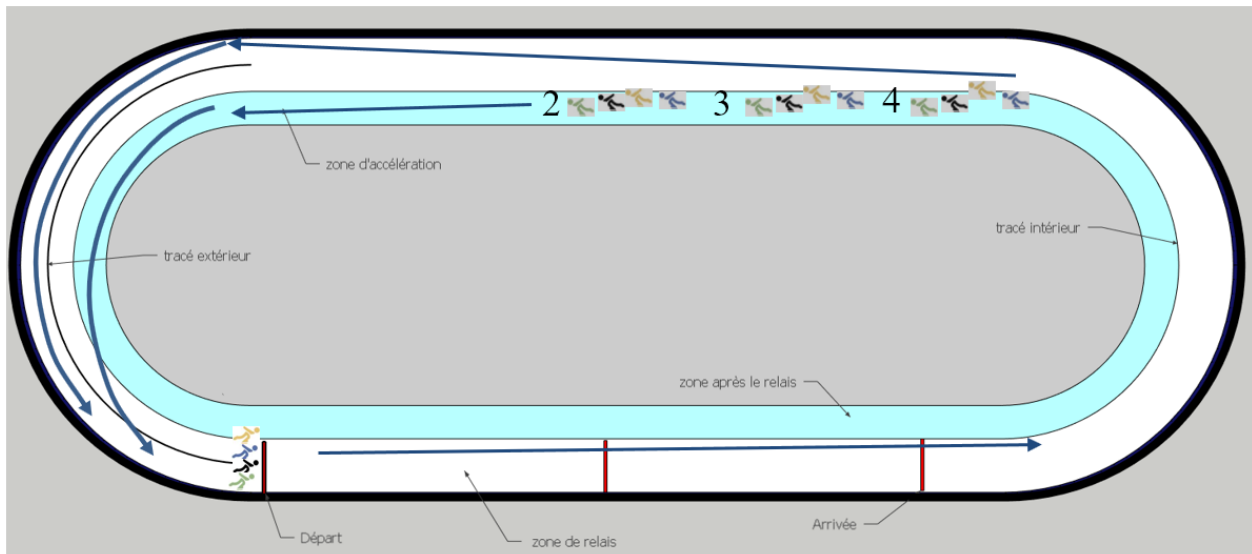 2
3
4
zone d'accélération
tracé intérieur
tracé extérieur
zone après le relais
Départ
zone de relais
Arrivée